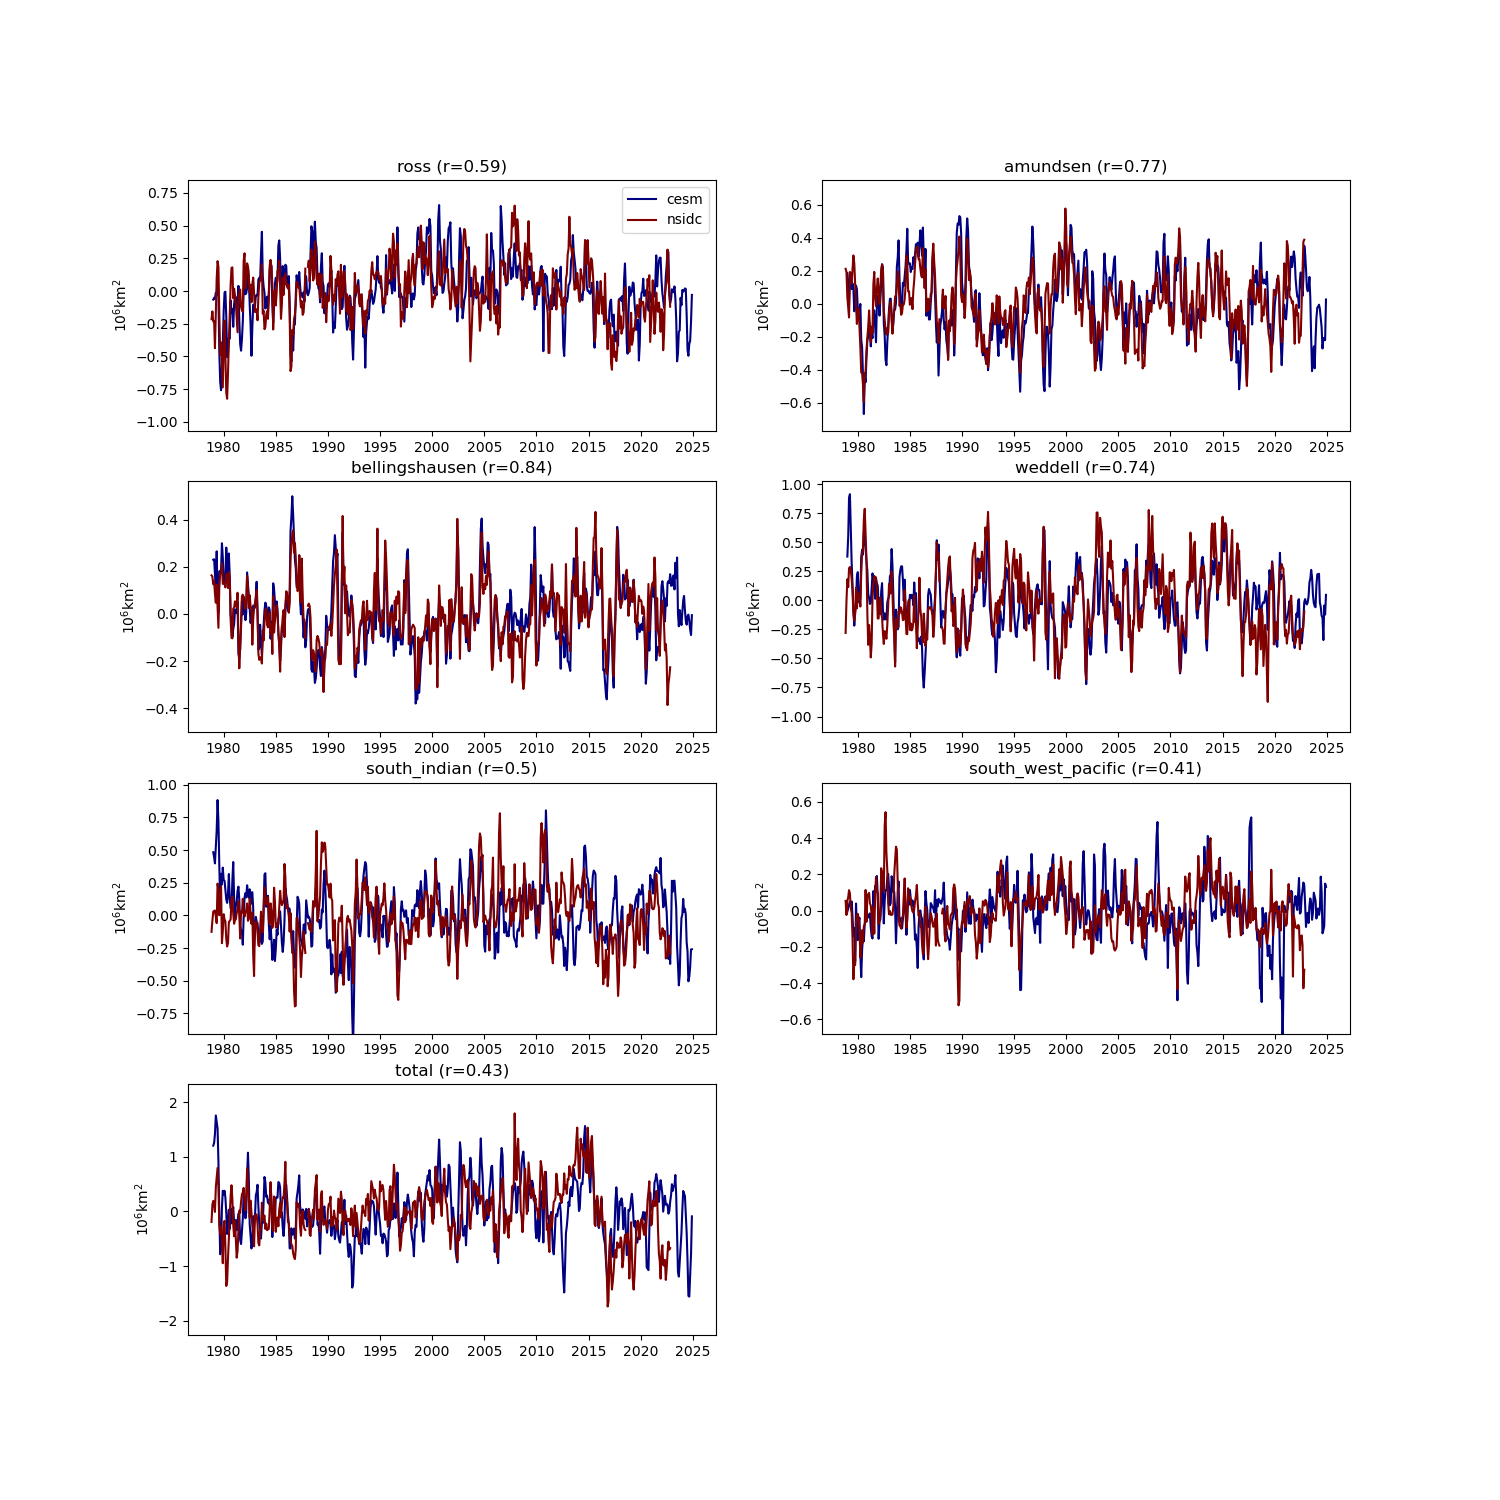 ross (r=0.59)
0.75
0.50
0.25
0.00
−0.25
−0.50
−0.75
−1.00
10⁶km²
cesm
nsidc
1980 1985 1990 1995 2000 2005 2010 2015 2020 2025
amundsen (r=0.77)
0.6
0.4
0.2
0.0
−0.2
−0.4
−0.6
10⁶km²
1980 1985 1990 1995 2000 2005 2010 2015 2020 2025
bellingshausen (r=0.84)
0.4
0.2
0.0
−0.2
−0.4
10⁶km²
1980 1985 1990 1995 2000 2005 2010 2015 2020 2025
weddell (r=0.74)
1.00
0.75
0.50
0.25
0.00
−0.25
−0.50
−0.75
−1.00
10⁶km²
1980 1985 1990 1995 2000 2005 2010 2015 2020 2025
south_indian (r=0.5)
1.00
0.75
0.50
0.25
0.00
−0.25
−0.50
−0.75
10⁶km²
1980 1985 1990 1995 2000 2005 2010 2015 2020 2025
south_west_pacific (r=0.41)
0.6
0.4
0.2
0.0
−0.2
−0.4
−0.6
10⁶km²
1980 1985 1990 1995 2000 2005 2010 2015 2020 2025
total (r=0.43)
2
1
0
−1
−2
10⁶km²
1980 1985 1990 1995 2000 2005 2010 2015 2020 2025